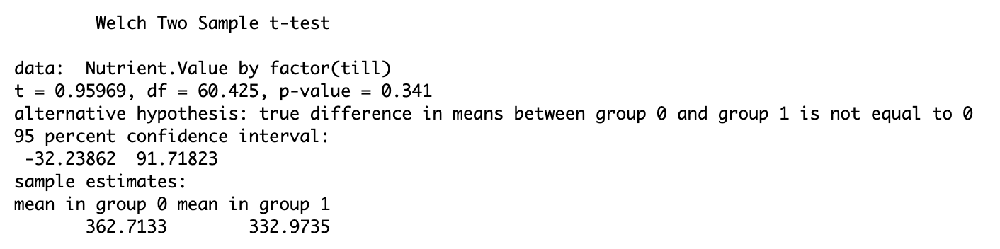 Welch Two Sample t-test
data:  Nutrient.Value by factor(till)
t = 0.95969, df = 60.425, p-value = 0.341
alternative hypothesis: true difference in means between group 0 and group 1 is not equal to 0
95 percent confidence interval:
 -32.23862  91.71823
sample estimates:
mean in group 0 mean in group 1
       362.7133        332.9735